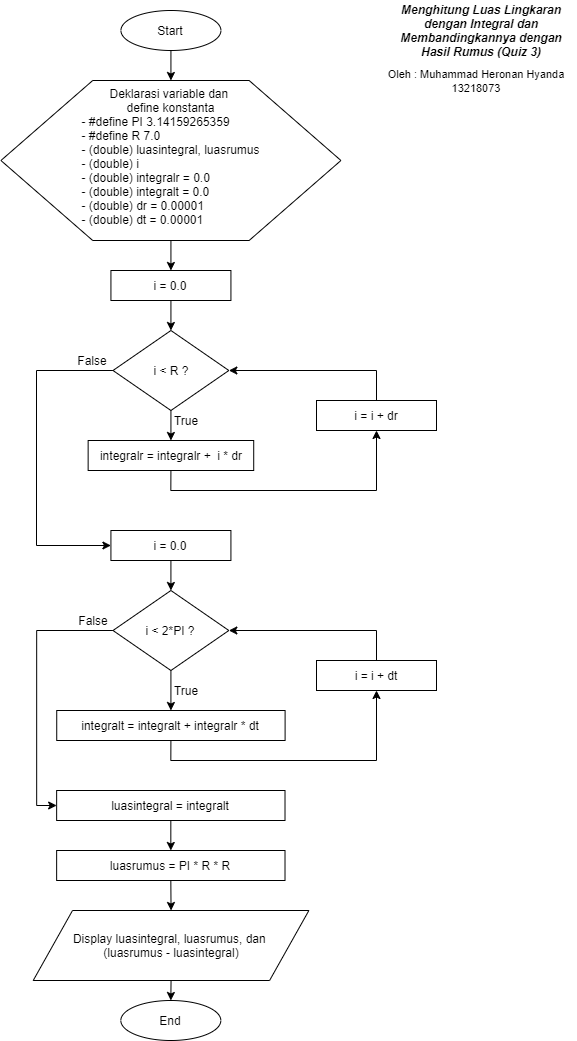 Menghitung Luas Lingkaran
dengan Integral dan
Membandingkannya dengan
Hasil Rumus (Quiz 3)
Oleh : Muhammad Heronan Hyanda
13218073
Start
Deklarasi variable dan
define konstanta
- #define PI 3.14159265359
- #define R 7.0
- (double) luasintegral, luasrumus
- (double) i
- (double) integralr = 0.0
- (double) integralt = 0.0
- (double) dr = 0.00001
- (double) dt = 0.00001
i = 0.0
i < R ?
False
True
integralr = integralr + i * dr
i = i + dr
i = 0.0
i < 2*PI ?
False
True
integralt = integralt + integralr * dt
i = i + dt
luasintegral = integralt
luasrumus = PI * R * R
Display luasintegral, luasrumus, dan
(luasrumus - luasintegral)
End